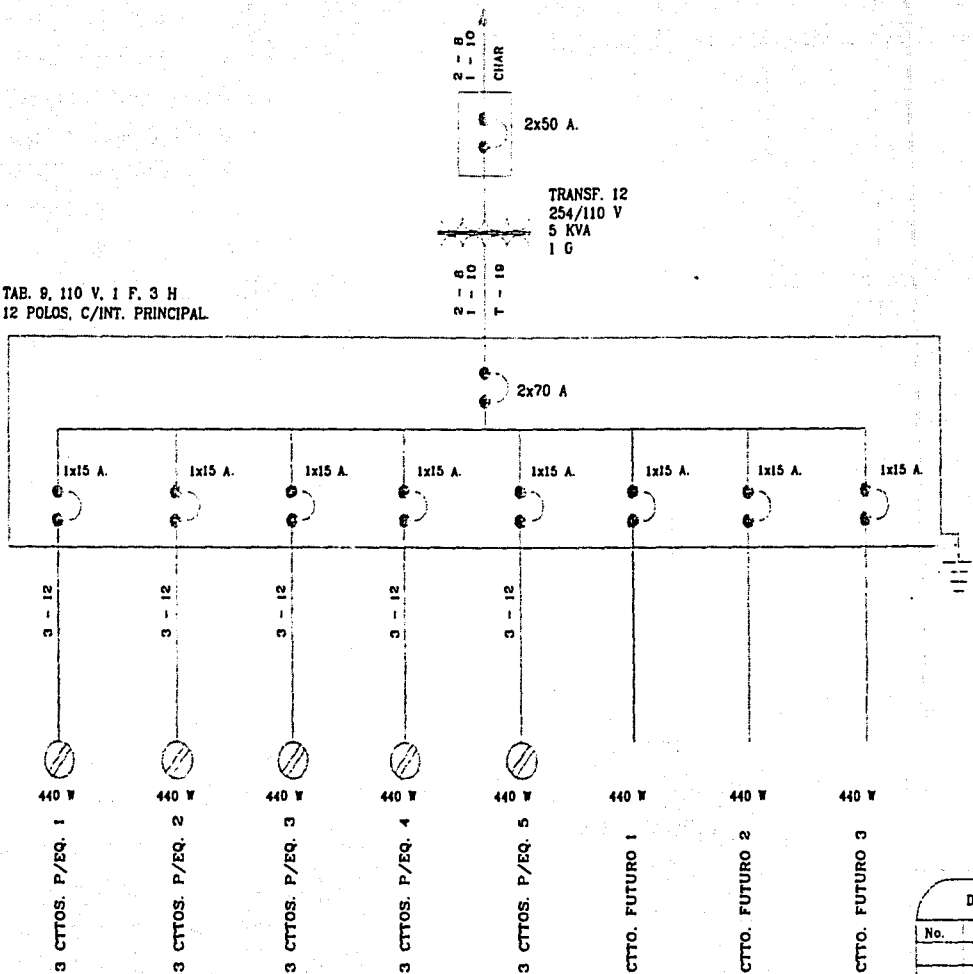 2 - 8
1 - 10
CHAR
2x50 A.
TRANSF. 12
254/110 V
5 KVA
1 G
2 - 8
1 - 10
T - 19
TAB. 9, 110 V, 1 F, 3 H
12 POLOS, C/INT. PRINCIPAL.
2x70 A
1x15 A.
1x15 A.
1x15 A.
1x15 A.
1x15 A.
1x15 A.
1x15 A.
1x15 A.
3 - 12
3 - 12
3 - 12
3 - 12
3 - 12
440 W
440 W
440 W
440 W
440 W
440 W
440 W
440 W
3 CTTOS. P/EQ. 1
3 CTTOS. P/EQ. 2
3 CTTOS. P/EQ. 3
3 CTTOS. P/EQ. 4
3 CTTOS. P/EQ. 5
CTTO. FUTURO 1
CTTO. FUTURO 2
CTTO. FUTURO 3
D
No.